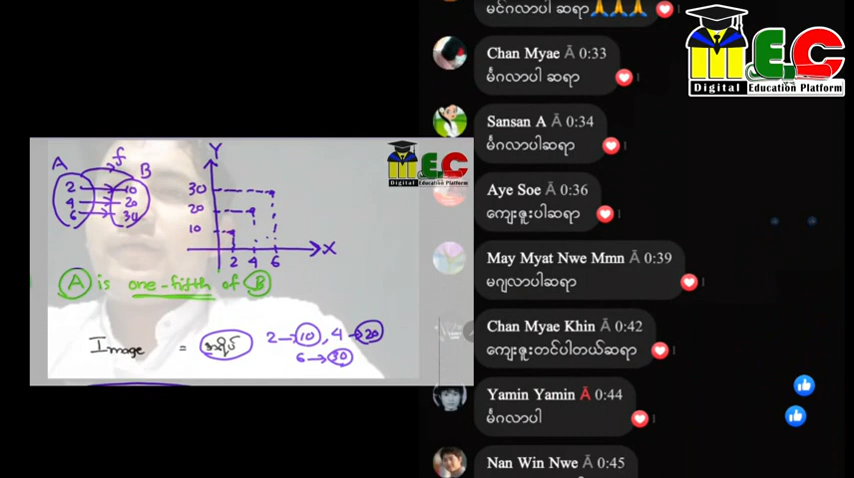 MEC
Digital Education Platform
A f B
2 10
4 20
6 30
Y
30
20
10
2 4 6
X
MEC
Digital Education Platform
A is one-fifth of B
Image = အရိပ်
2 → 10, 4 → 20
6 → 30
မင်္ဂလာပါ ဆရာ🙏🙏🙏
Chan Myae Ā 0:33
မင်္ဂလာပါ ဆရာ
Sansan A Ā 0:34
မင်္ဂလာပါဆရာ
Aye Soe Ā 0:36
ကျေးဇူးပါဆရာ
May Myat Nwe Mmn Ā 0:39
မဂျလာပါဆရာ
Chan Myae Khin Ā 0:42
ကျေးဇူးတင်ပါတယ်ဆရာ
Yamin Yamin Ā 0:44
မင်္ဂလာပါ
Nan Win Nwe Ā 0:45